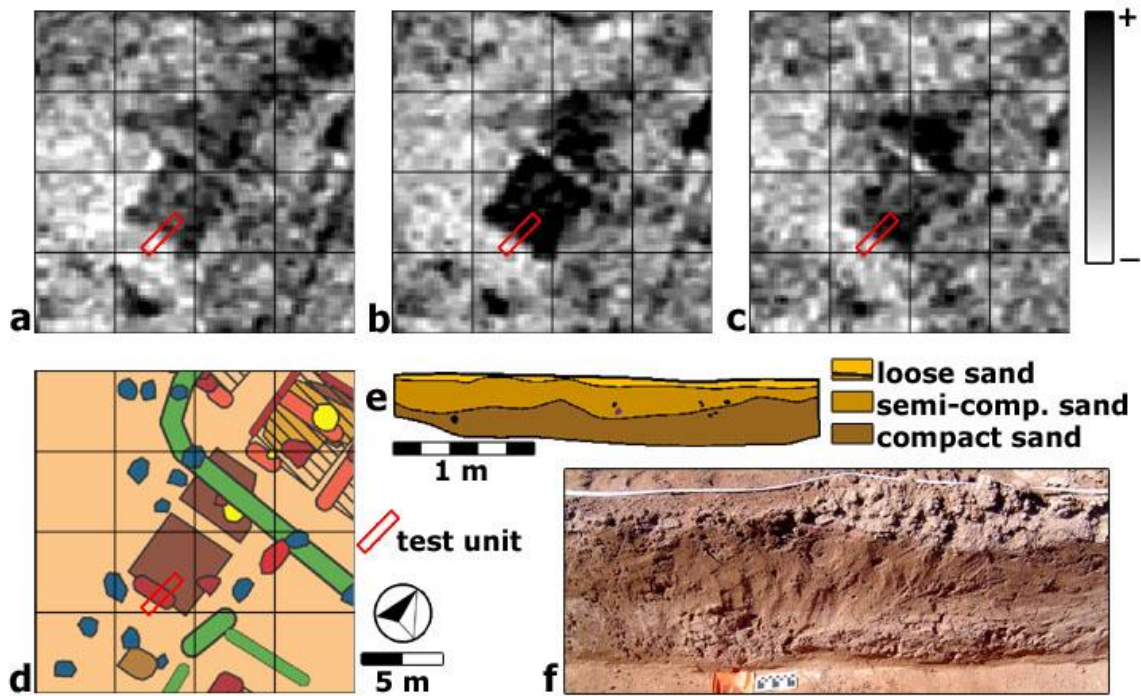 +
a
b
c
−
d
test unit
5 m
e
1 m
loose sand
semi-comp. sand
compact sand
f